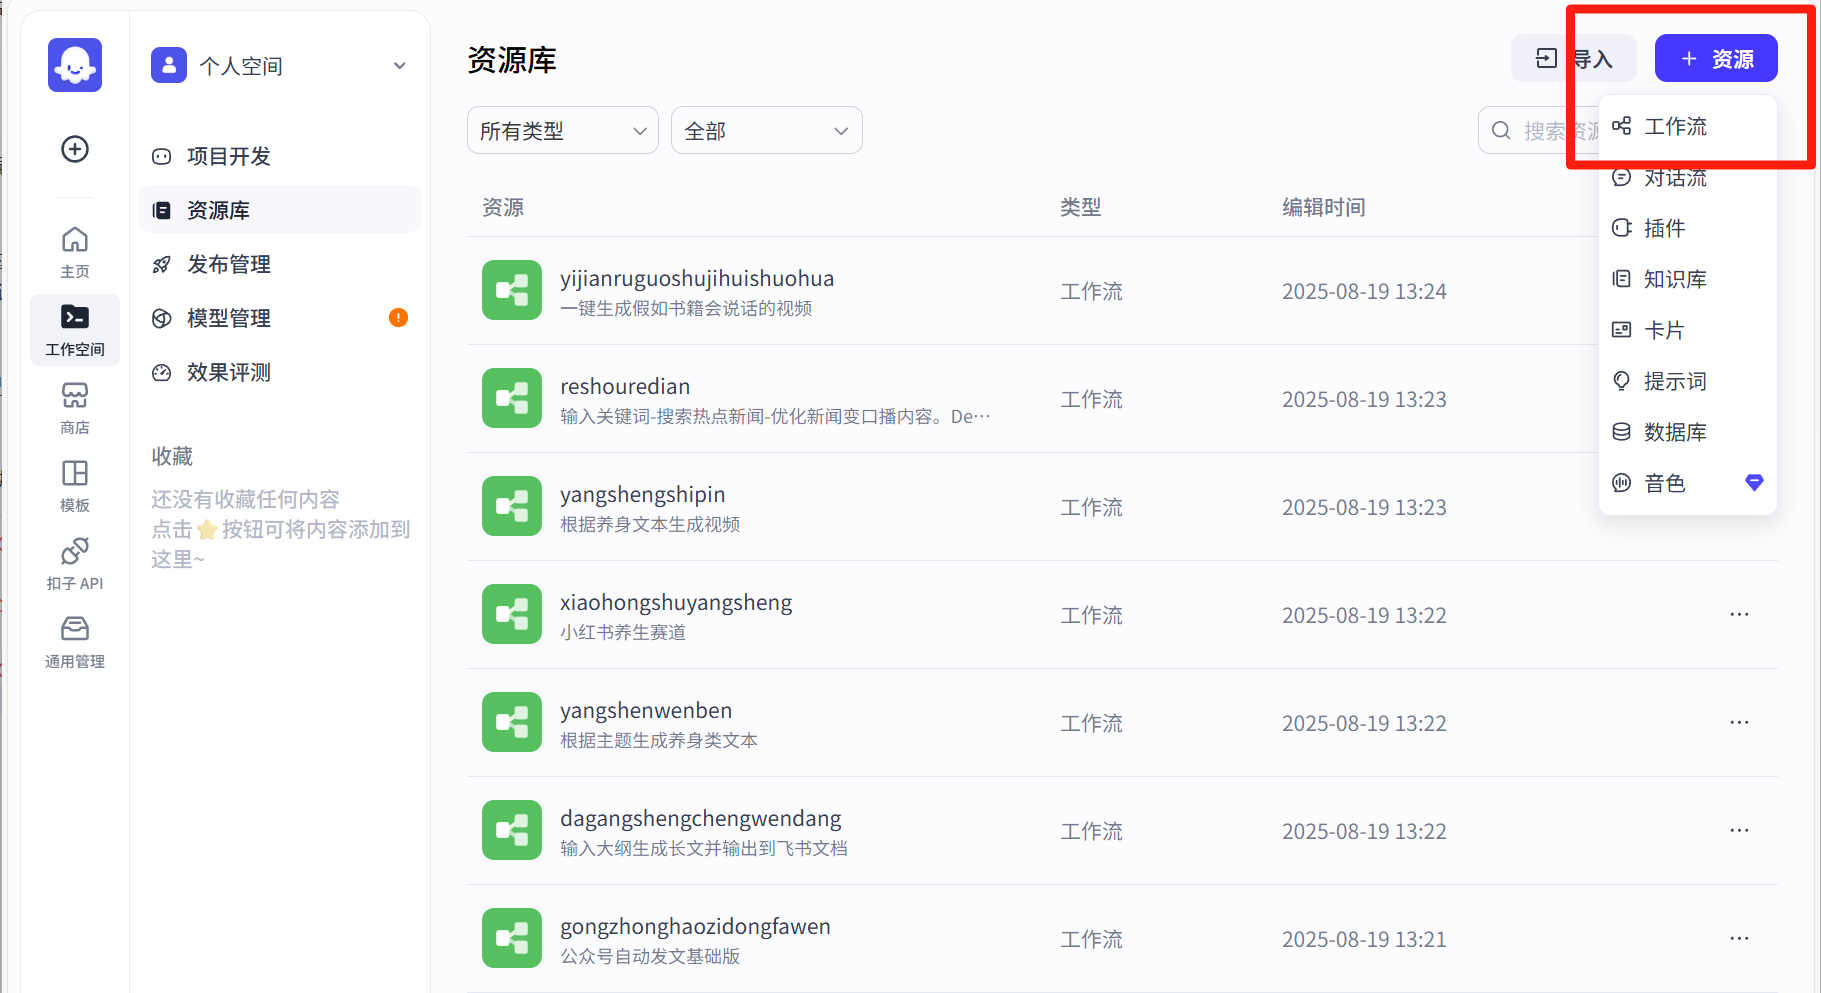 主页
工作空间
商店
模板
扣子 API
通用管理
个人空间
项目开发
资源库
发布管理
模型管理
效果评测
收藏
还没有收藏任何内容
点击⭐按钮可将内容添加到
这里~
资源库
导入
+ 资源
所有类型
全部
搜索资源
工作流
对话流
插件
知识库
卡片
提示词
数据库
音色
资源 类型 编辑时间
yijianruguoshujihuishuohua
一键生成假如书籍会说话的视频
工作流
2025-08-19 13:24
reshouredian
输入关键词-搜索热点新闻-优化新闻变口播内容。De…
工作流
2025-08-19 13:23
yangshengshipin
根据养身文本生成视频
工作流
2025-08-19 13:23
xiaohongshuyangsheng
小红书养生赛道
工作流
2025-08-19 13:22
yangshenwenben
根据主题生成养身类文本
工作流
2025-08-19 13:22
dagangshengchengwendang
输入大纲生成长文并输出到飞书文档
工作流
2025-08-19 13:22
gongzhonghaozidongfawen
公众号自动发文基础版
工作流
2025-08-19 13:21